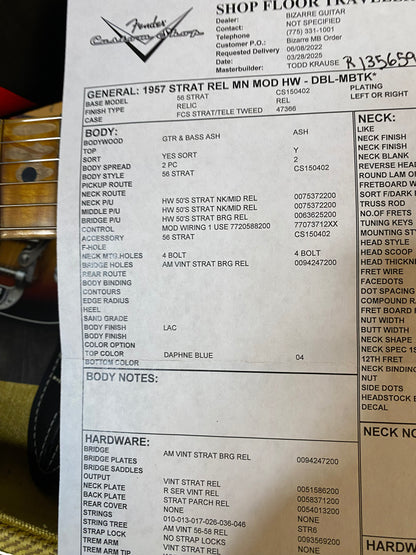 SHOP FLOOR TRAVELE
Fender
Custom Shop
Dealer: BIZARRE GUITAR
Contact: NOT SPECIFIED
Telephone (775) 331-1001
Customer P.O.: Bizarre MB Order
Requested Delivery 06/08/2022
Date: 03/28/2025
Masterbuilder: TODD KRAUSE
R135659
GENERAL: 1957 STRAT REL MN MOD HW - DBL-MBTK*
BASE MODEL 56 STRAT CS150402 PLATING
FINISH TYPE RELIC REL LEFT OR RIGHT
CASE FCS STRAT/TELE TWEED 47366
BODY:
BODYWOOD GTR & BASS ASH ASH
TOP Y
SORT YES SORT 2
BODY SPREAD 2 PC CS150402
BODY STYLE 56 STRAT
PICKUP ROUTE
NECK ROUTE
NECK P/U HW 50'S STRAT NK/MID REL 0075372200
MIDDLE P/U HW 50'S STRAT NK/MID REL 0075372200
BRIDGE P/U HW 50'S STRAT BRG REL 0063625200
CONTROL MOD WIRING 1 USE 7720588200 77073712XX
ACCESSORY 56 STRAT CS150402
F-HOLE
NECK MTG.HOLES 4 BOLT 4 BOLT
BRIDGE HOLES AM VINT STRAT BRG REL 0094247200
REAR ROUTE
BODY BINDING
CONTOURS
EDGE RADIUS
HEEL
SAND GRADE
BODY FINISH LAC
BODY FINISH
COLOR OPTION
TOP COLOR DAPHNE BLUE 04
BOTTOM COLOR
BODY NOTES:
HARDWARE:
BRIDGE AM VINT STRAT BRG REL 0094247200
BRIDGE PLATES
BRIDGE SADDLES
OUTPUT VINT STRAT REL
NECK PLATE R SER VINT REL 0051586200
BACK PLATE STRAT PARCH REL 0058371200
REAR COVER NONE 0054013200
STRINGS 010-013-017-026-036-046 NONE
STRING TREE AM VINT 56-58 REL STR6
STRAP LOCKS NO STRAP LOCKS 0093569200
TREM ARM VINT STRAT REL NONE
TREM ARM TIP
NECK:
LIKE
NECK FINISH
NECK FINISH
NECK BLANK
REVERSE HEAD
ROUND LAM OF
FRETBOARD W
SORT F/DARK
TRUSS ROD
NO.OF FRETS
TUNING KEYS
MOUNTING STY
HEAD STYLE
HEAD SCOOP
HEAD THICKNE
FRET WIRE
FACEDOTS
DOT SPACING
COMPOUND RA
FRET BOARD R
NUT WIDTH
BUTT WIDTH
NECK SHAPE
NECK SPEC 1S
12TH FRET
NECK BINDING
NUT
SIDE DOTS
HEADSTOCK E
DECAL
NECK NO
HARDW